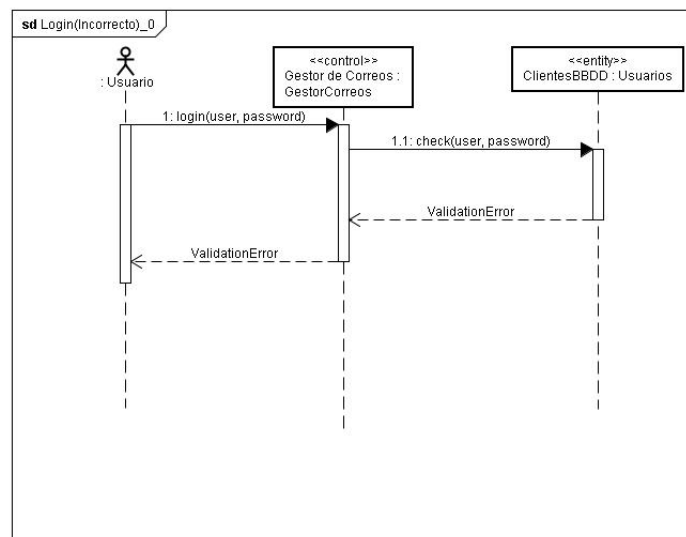 sd Login(Incorrecto)_0
: Usuario
<<control>>
Gestor de Correos :
GestorCorreos
<<entity>>
ClientesBBDD : Usuarios
1: login(user, password)
1.1: check(user, password)
ValidationError
ValidationError